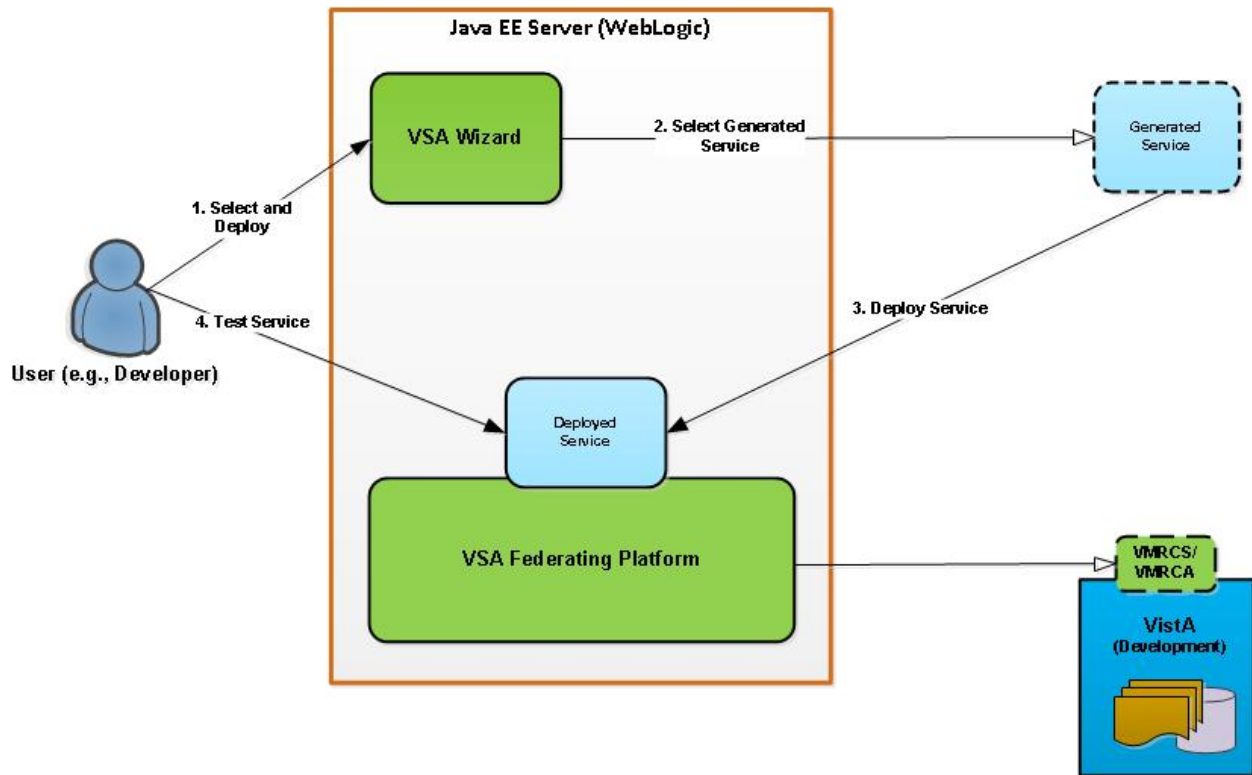 Java EE Server (WebLogic)
VSA Wizard
2. Select Generated
Service
Generated
Service
1. Select and
Deploy
3. Deploy Service
4. Test Service
User (e.g., Developer)
Deployed
Service
VSA Federating Platform
VMRCS/
VMRCA
VistA
(Development)